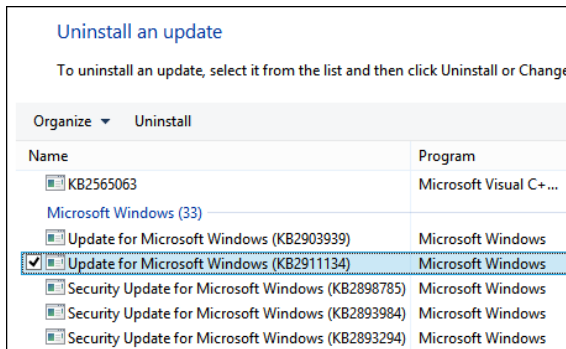 Uninstall an update
To uninstall an update, select it from the list and then click Uninstall or Change
Organize Uninstall
Name Program
KB2565063 Microsoft Visual C+...
Microsoft Windows (33)
Update for Microsoft Windows (KB2903939) Microsoft Windows
Update for Microsoft Windows (KB2911134) Microsoft Windows
Security Update for Microsoft Windows (KB2898785) Microsoft Windows
Security Update for Microsoft Windows (KB2893984) Microsoft Windows
Security Update for Microsoft Windows (KB2893294) Microsoft Windows